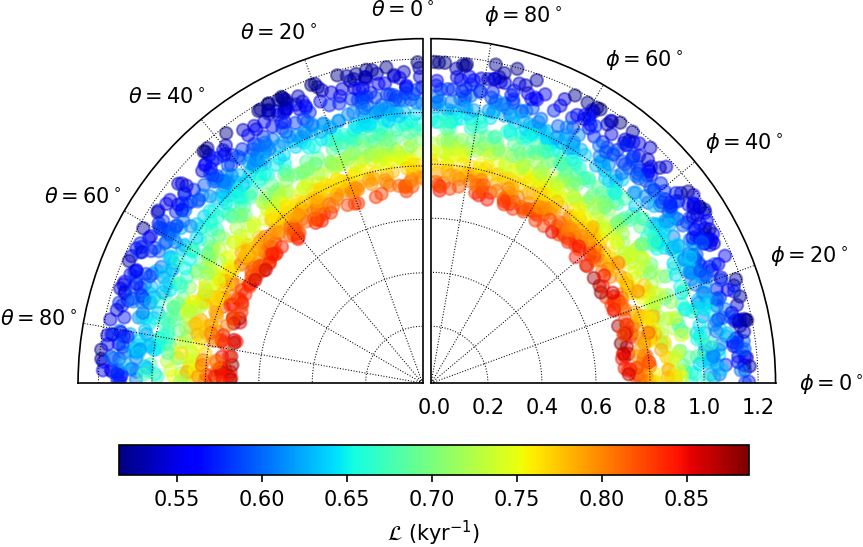 θ = 0°
ϕ = 80°
θ = 20°
ϕ = 60°
θ = 40°
ϕ = 40°
θ = 60°
ϕ = 20°
θ = 80°
ϕ = 0°
0.0 0.2 0.4 0.6 0.8 1.0 1.2
0.55 0.60 0.65 0.70 0.75 0.80 0.85
ℒ (kyr⁻¹)